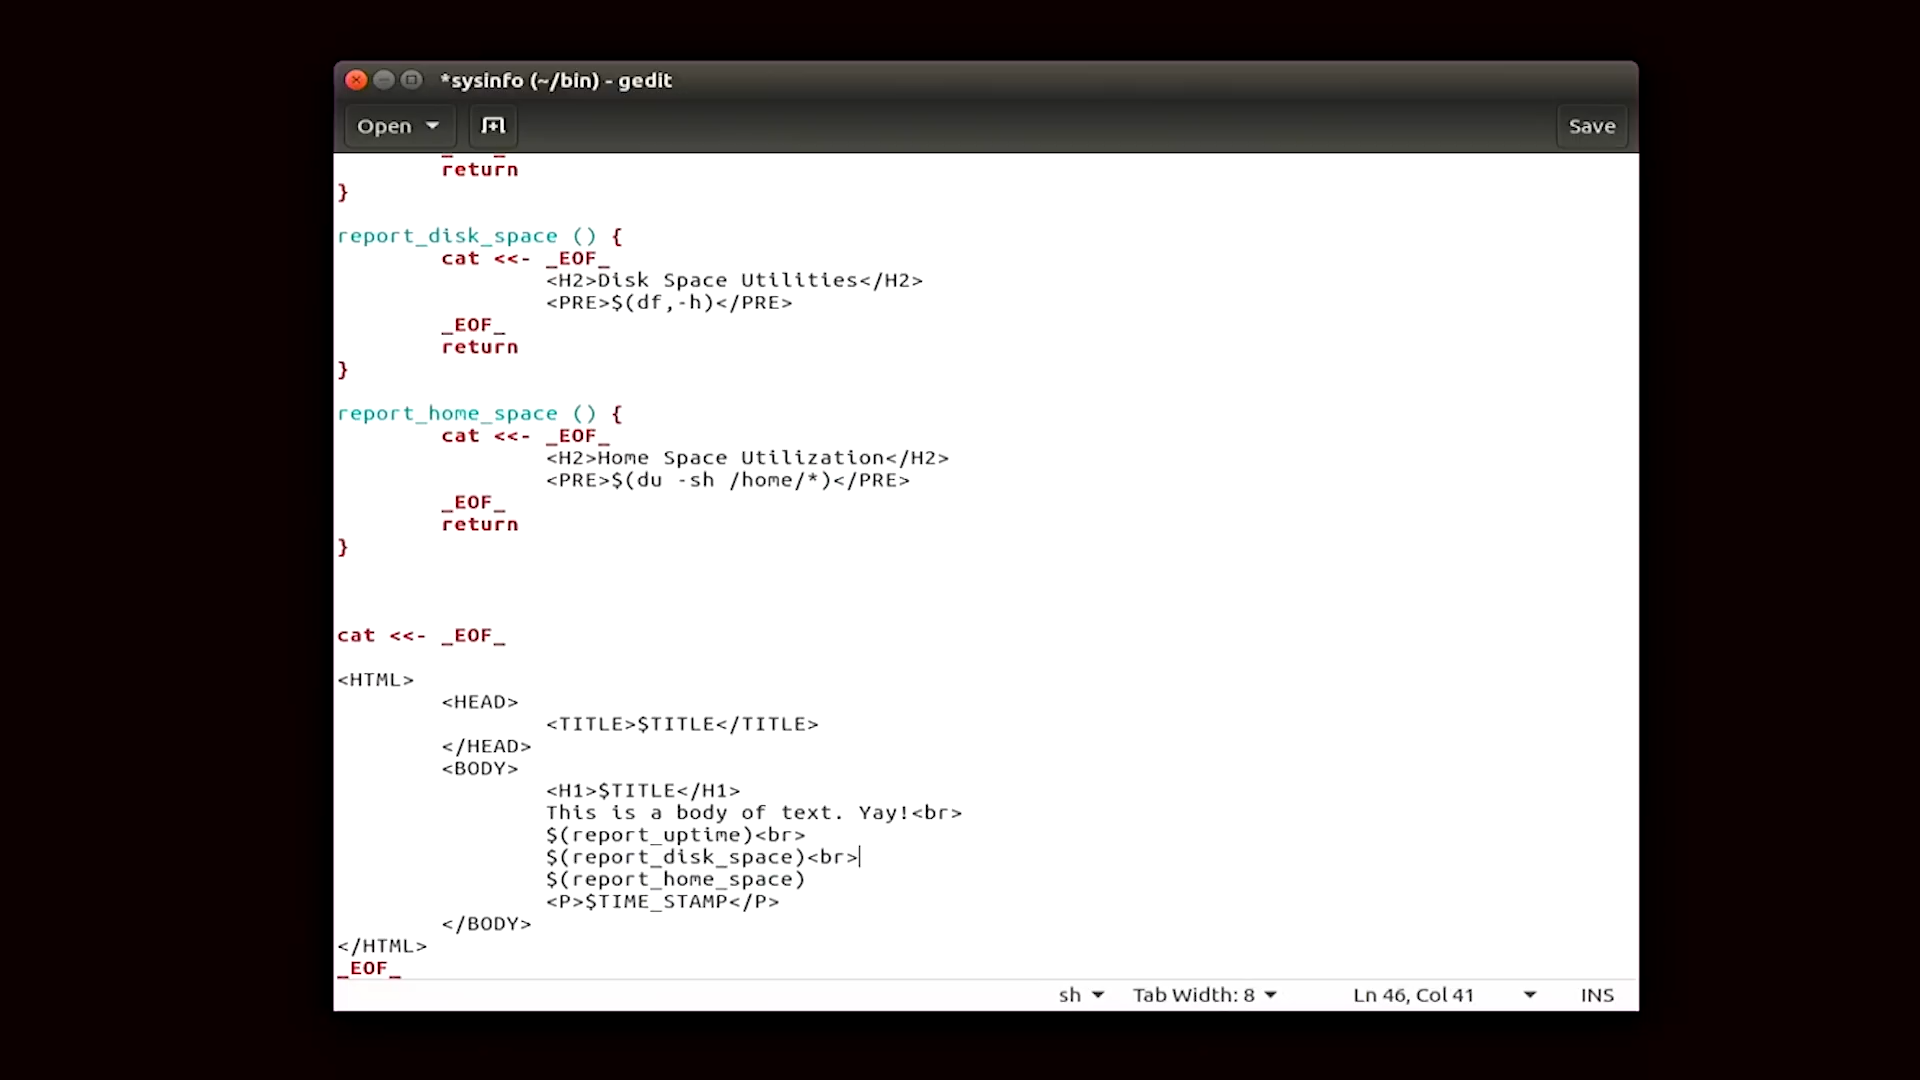 *sysinfo (~/bin) - gedit
Open
Save
return
}
report_disk_space () {
cat <<- _EOF_
<H2>Disk Space Utilities</H2>
<PRE>$(df,-h)</PRE>
_EOF_
return
}
report_home_space () {
cat <<- _EOF_
<H2>Home Space Utilization</H2>
<PRE>$(du -sh /home/*)</PRE>
_EOF_
return
}
cat <<- _EOF_
<HTML>
<HEAD>
<TITLE>$TITLE</TITLE>
</HEAD>
<BODY>
<H1>$TITLE</H1>
This is a body of text. Yay!<br>
$(report_uptime)<br>
$(report_disk_space)<br>
$(report_home_space)
<P>$TIME_STAMP</P>
</BODY>
</HTML>
_EOF_
sh Tab Width: 8 Ln 46, Col 41 INS